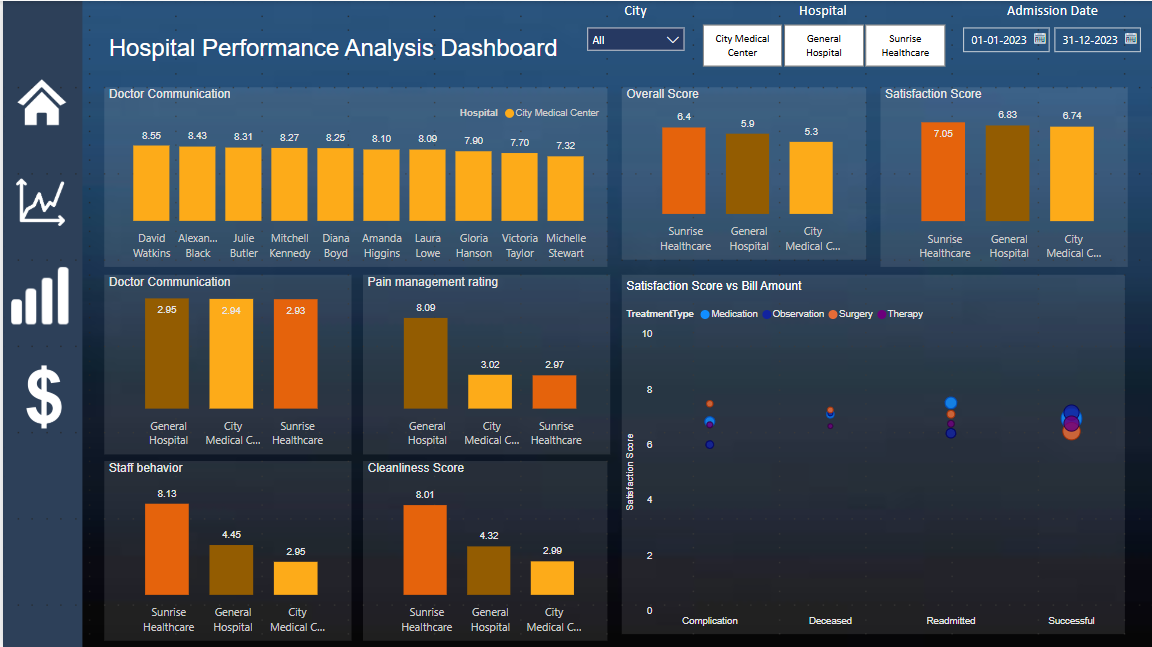 City
Hospital
Admission Date
Hospital Performance Analysis Dashboard
All
City Medical
Center
General
Hospital
Sunrise
Healthcare
01-01-2023
31-12-2023
Doctor Communication
Hospital City Medical Center
8.55 8.43 8.31 8.27 8.25 8.10 8.09 7.90 7.70 7.32
David Alexan... Julie Mitchell Diana Amanda Laura Gloria Victoria Michelle
Watkins Black Butler Kennedy Boyd Higgins Lowe Hanson Taylor Stewart
Overall Score
6.4 5.9 5.3
Sunrise General City
Healthcare Hospital Medical C...
Satisfaction Score
7.05 6.83 6.74
Sunrise General City
Healthcare Hospital Medical C...
Doctor Communication
2.95 2.94 2.93
General City Sunrise
Hospital Medical C... Healthcare
Pain management rating
8.09 3.02 2.97
General City Sunrise
Hospital Medical C... Healthcare
Satisfaction Score vs Bill Amount
TreatmentType Medication Observation Surgery Therapy
Satisfaction Score
10
8
6
4
2
0
Complication Deceased Readmitted Successful
Staff behavior
8.13 4.45 2.95
Sunrise General City
Healthcare Hospital Medical C...
Cleanliness Score
8.01 4.32 2.99
Sunrise General City
Healthcare Hospital Medical C...